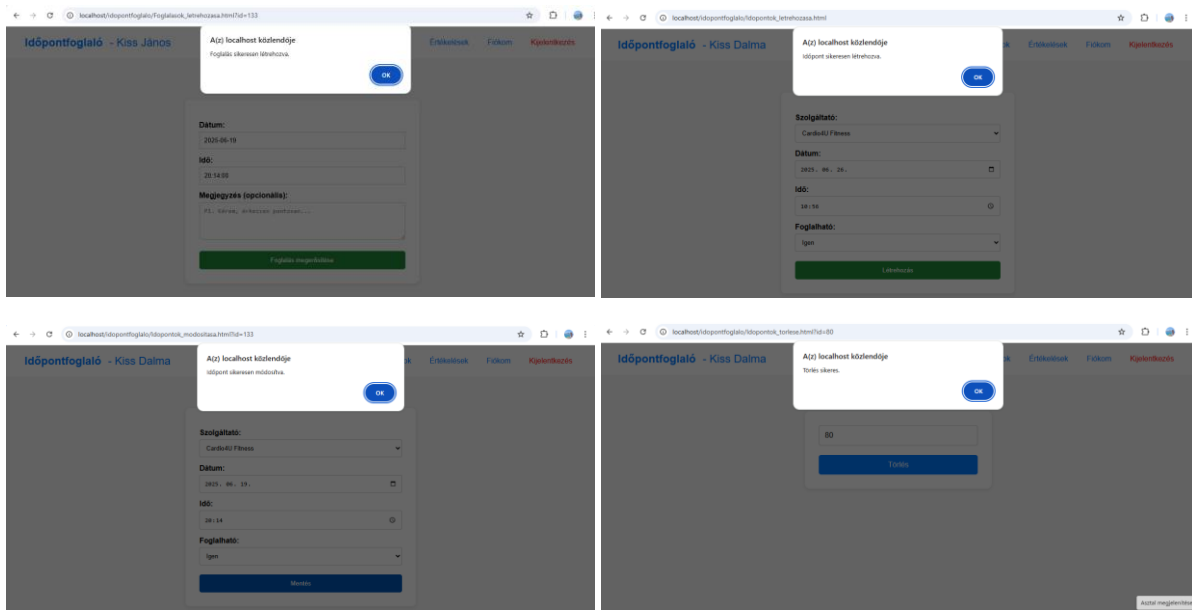 localhost/idopontfoglalo/Foglalasok_letrehozasa.html?id=133
Időpontfoglaló - Kiss János
Értékelések
Fiókom
Kijelentkezés
A(z) localhost közlendője
Foglalás sikeresen létrehozva.
OK
Dátum:
2025-06-19
Idő:
20:14:00
Megjegyzés (opcionális):
Foglalás megerősítése
localhost/idopontfoglalo/idopontok_letrehozasa.html
Időpontfoglaló - Kiss Dalma
ok
Értékelések
Fiókom
Kijelentkezés
A(z) localhost közlendője
Időpont sikeresen létrehozva.
OK
Szolgáltató:
Cardio4U Fitness
Dátum:
2025. 06. 26.
Idő:
Foglalható:
Igen
Létrehozás
localhost/idopontfoglalo/Idopontok_modositasa.html?id=133
Időpontfoglaló - Kiss Dalma
ok
Értékelések
Fiókom
Kijelentkezés
A(z) localhost közlendője
Időpont sikeresen módosítva.
OK
Szolgáltató:
Cardio4U Fitness
Dátum:
2025. 06. 19.
Idő:
20:14
Foglalható:
Igen
Mentés
localhost/idopontfoglalo/idopontok_torlese.html?id=80
Időpontfoglaló - Kiss Dalma
ok
Értékelések
Fiókom
Kijelentkezés
A(z) localhost közlendője
Törlés sikeres.
OK
80
Törlés
Asztal megjelenítése